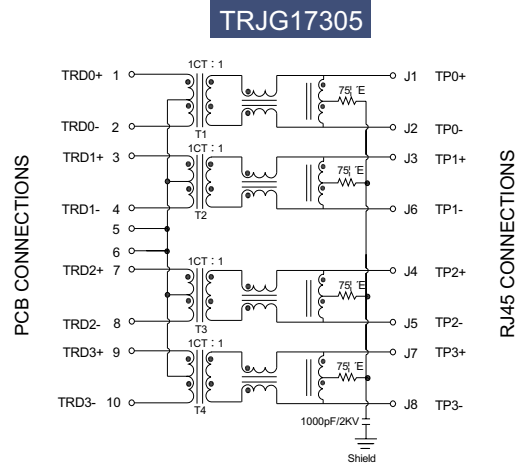 TRJG17305
1CT : 1
TRD0+ 1 J1 TP0+
75¦ ¨E
TRD0- 2 J2 TP0-
T1
1CT : 1
TRD1+ 3 J3 TP1+
75¦ ¨E
TRD1- 4 J6 TP1-
T2
5
6
1CT : 1
TRD2+ 7 J4 TP2+
75¦ ¨E
TRD2- 8 J5 TP2-
T3
1CT : 1
TRD3+ 9 J7 TP3+
75¦ ¨E
TRD3- 10 J8 TP3-
T4
1000pF/2KV
Shield
PCB CONNECTIONS
RJ45 CONNECTIONS